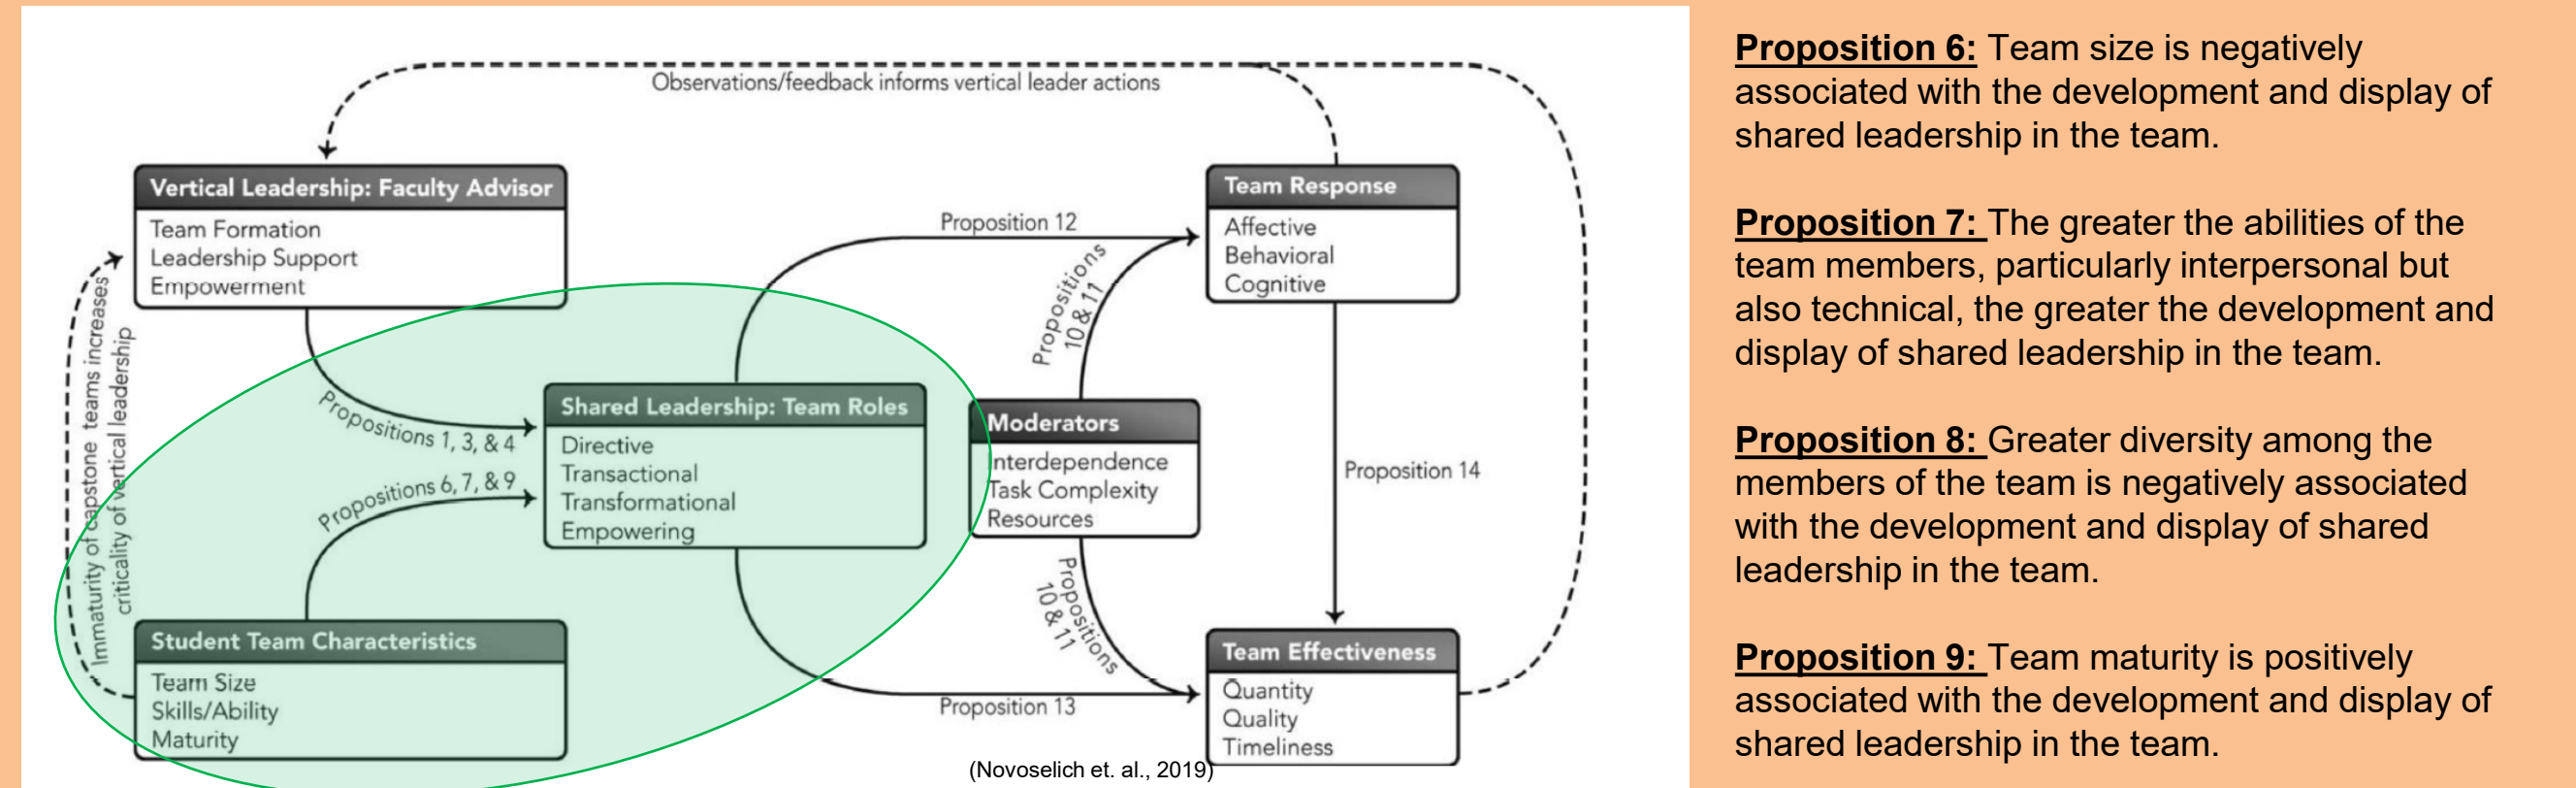 Observations/feedback informs vertical leader actions
Vertical Leadership: Faculty Advisor
Team Formation
Leadership Support
Empowerment
Immaturity of capstone teams increases
criticality of vertical leadership
Propositions 1, 3, & 4
Propositions 6, 7, & 9
Student Team Characteristics
Team Size
Skills/Ability
Maturity
Shared Leadership: Team Roles
Directive
Transactional
Transformational
Empowering
Proposition 12
Propositions
10 & 11
Moderators
Interdependence
Task Complexity
Resources
Propositions
10 & 11
Proposition 13
Team Response
Affective
Behavioral
Cognitive
Proposition 14
Team Effectiveness
Quantity
Quality
Timeliness
(Novoselich et. al., 2019)
Proposition 6: Team size is negatively
associated with the development and display of
shared leadership in the team.
Proposition 7: The greater the abilities of the
team members, particularly interpersonal but
also technical, the greater the development and
display of shared leadership in the team.
Proposition 8: Greater diversity among the
members of the team is negatively associated
with the development and display of shared
leadership in the team.
Proposition 9: Team maturity is positively
associated with the development and display of
shared leadership in the team.